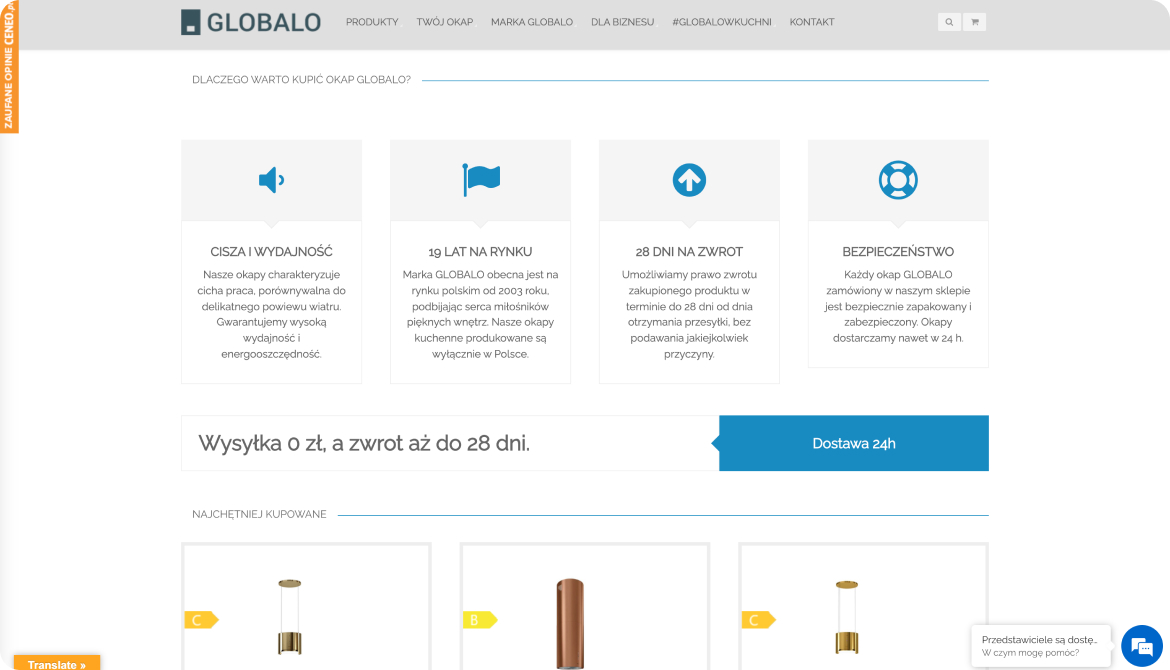 ZAUFANE OPINIE CENEO.pl
GLOBALO
PRODUKTY TWÓJ OKAP MARKA GLOBALO DLA BIZNESU #GLOBALOWKUCHNI KONTAKT
DLACZEGO WARTO KUPIĆ OKAP GLOBALO?
CISZA I WYDAJNOŚĆ
Nasze okapy charakteryzuje
cicha praca, porównywalna do
delikatnego powiewu wiatru.
Gwarantujemy wysoką
wydajność i
energooszczędność.
19 LAT NA RYNKU
Marka GLOBALO obecna jest na
rynku polskim od 2003 roku,
podbijając serca miłośników
pięknych wnętrz. Nasze okapy
kuchenne produkowane są
wyłącznie w Polsce.
28 DNI NA ZWROT
Umożliwiamy prawo zwrotu
zakupionego produktu w
terminie do 28 dni od dnia
otrzymania przesyłki, bez
podawania jakiejkolwiek
przyczyny.
BEZPIECZEŃSTWO
Każdy okap GLOBALO
zamówiony w naszym sklepie
jest bezpiecznie zapakowany i
zabezpieczony. Okapy
dostarczamy nawet w 24 h.
Wysyłka 0 zł, a zwrot aż do 28 dni.
Dostawa 24h
NAJCHĘTNIEJ KUPOWANE
C
B
C
Przedstawiciele są dostę...
W czym mogę pomóc?
Translate »